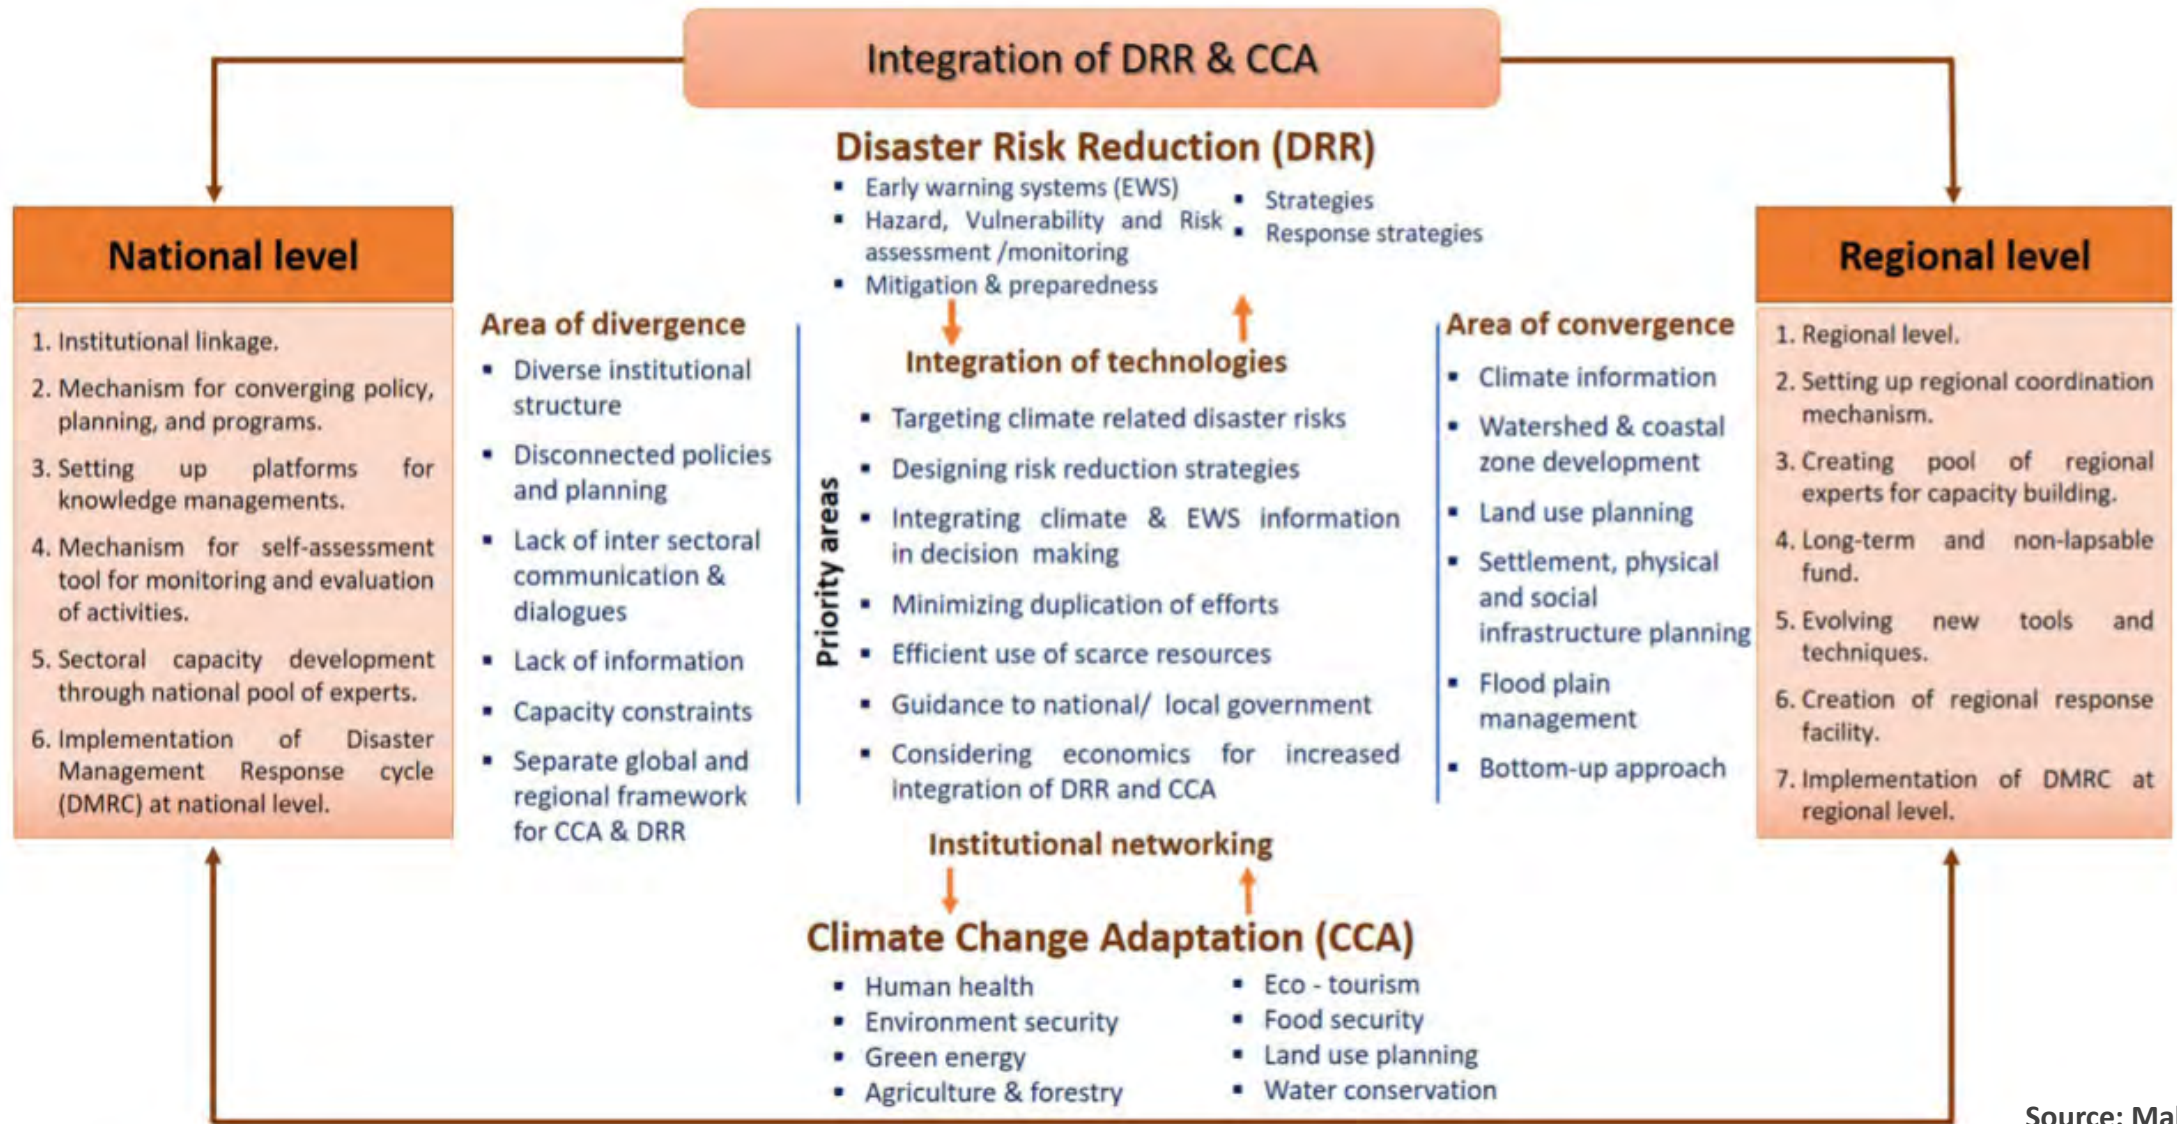 Integration of DRR & CCA
Disaster Risk Reduction (DRR)
▪ Early warning systems (EWS)
▪ Hazard, Vulnerability and Risk
assessment /monitoring
▪ Mitigation & preparedness
▪ Strategies
▪ Response strategies
National level
1. Institutional linkage.
2. Mechanism for converging policy,
planning, and programs.
3. Setting up platforms for
knowledge managements.
4. Mechanism for self-assessment
tool for monitoring and evaluation
of activities.
5. Sectoral capacity development
through national pool of experts.
6. Implementation of Disaster
Management Response cycle
(DMRC) at national level.
Area of divergence
▪ Diverse institutional
structure
▪ Disconnected policies
and planning
▪ Lack of inter sectoral
communication &
dialogues
▪ Lack of information
▪ Capacity constraints
▪ Separate global and
regional framework
for CCA & DRR
Priority areas
Integration of technologies
▪ Targeting climate related disaster risks
▪ Designing risk reduction strategies
▪ Integrating climate & EWS information
in decision making
▪ Minimizing duplication of efforts
▪ Efficient use of scarce resources
▪ Guidance to national/ local government
▪ Considering economics for increased
integration of DRR and CCA
Institutional networking
Area of convergence
▪ Climate information
▪ Watershed & coastal
zone development
▪ Land use planning
▪ Settlement, physical
and social
infrastructure planning
▪ Flood plain
management
▪ Bottom-up approach
Regional level
1. Regional level.
2. Setting up regional coordination
mechanism.
3. Creating pool of regional
experts for capacity building.
4. Long-term and non-lapsable
fund.
5. Evolving new tools and
techniques.
6. Creation of regional response
facility.
7. Implementation of DMRC at
regional level.
Climate Change Adaptation (CCA)
▪ Human health
▪ Environment security
▪ Green energy
▪ Agriculture & forestry
▪ Eco - tourism
▪ Food security
▪ Land use planning
▪ Water conservation
Source: